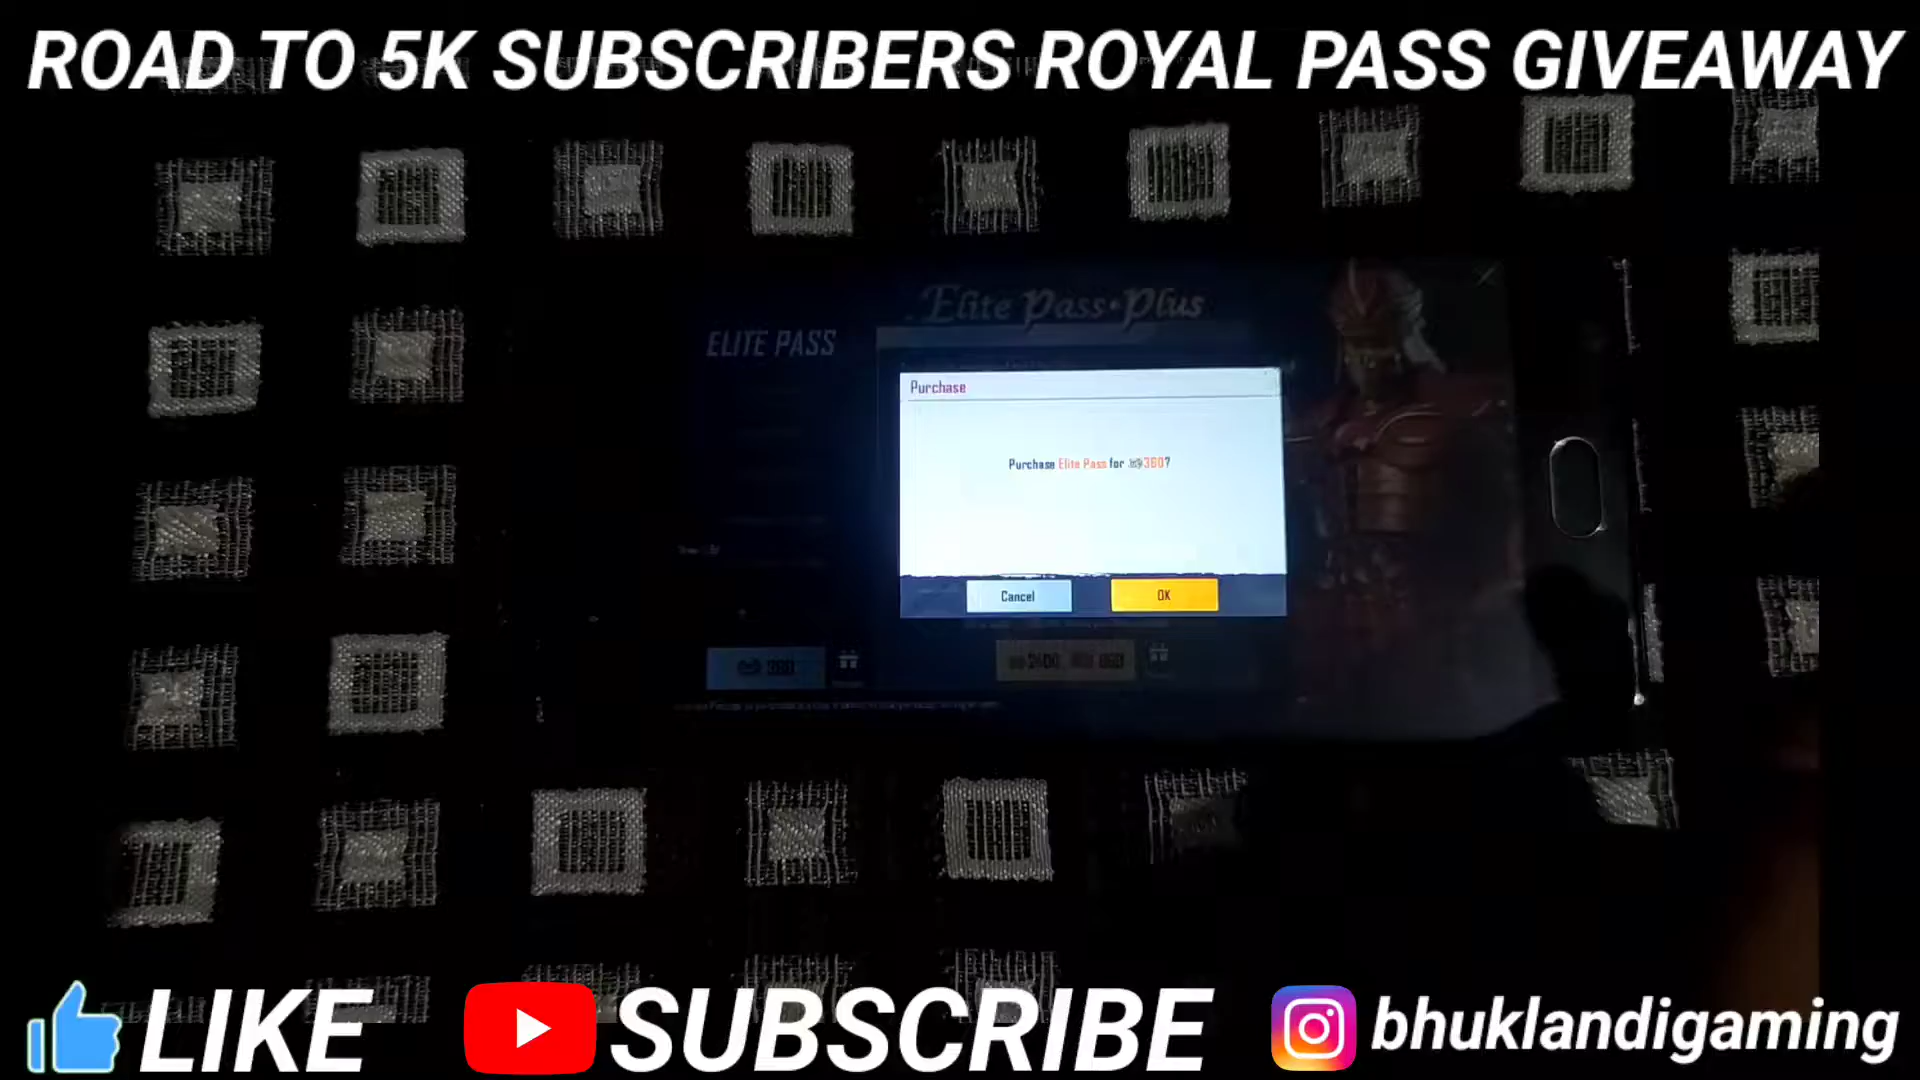 ROAD TO 5K SUBSCRIBERS ROYAL PASS GIVEAWAY
Elite Pass Plus
ELITE PASS
Purchase
Purchase Elite Pass for 360?
Cancel
OK
360
LIKE
SUBSCRIBE
bhuklandigaming